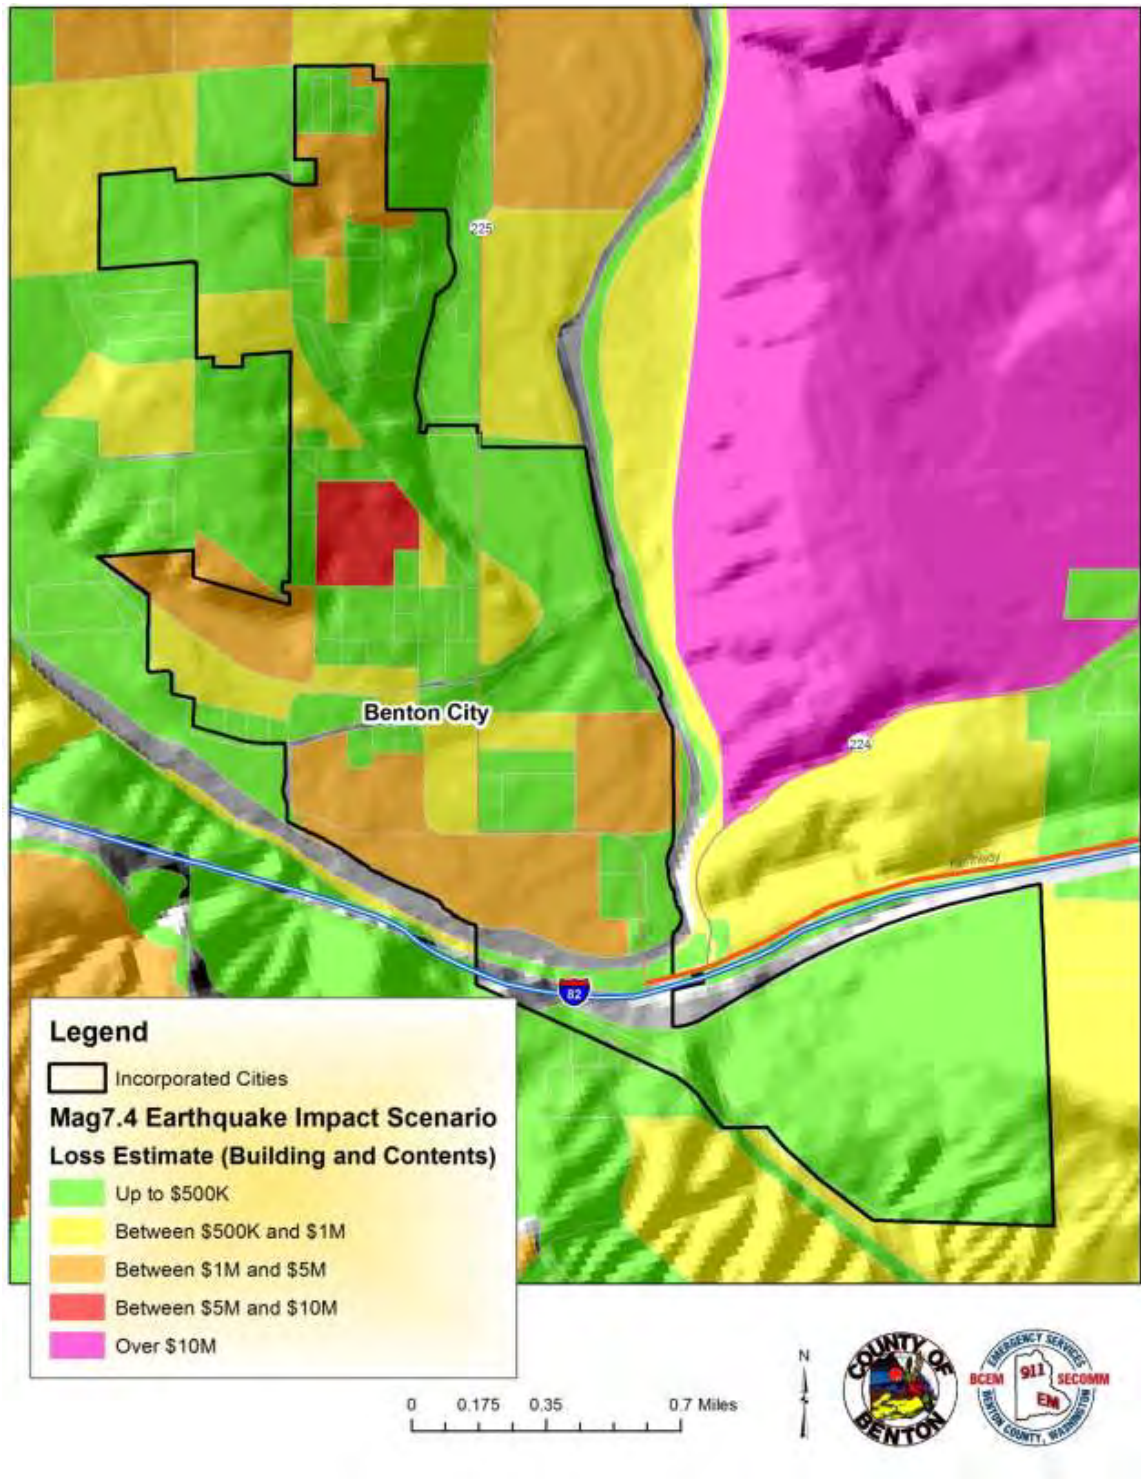 225
Benton City
224
82
Legend
Incorporated Cities
Mag7.4 Earthquake Impact Scenario
Loss Estimate (Building and Contents)
Up to $500K
Between $500K and $1M
Between $1M and $5M
Between $5M and $10M
Over $10M
0 0.175 0.35 0.7 Miles
N
COUNTY OF
BENTON
EMERGENCY SERVICES
BCEM 911 SECOMM
EM
BENTON COUNTY, WASHINGTON